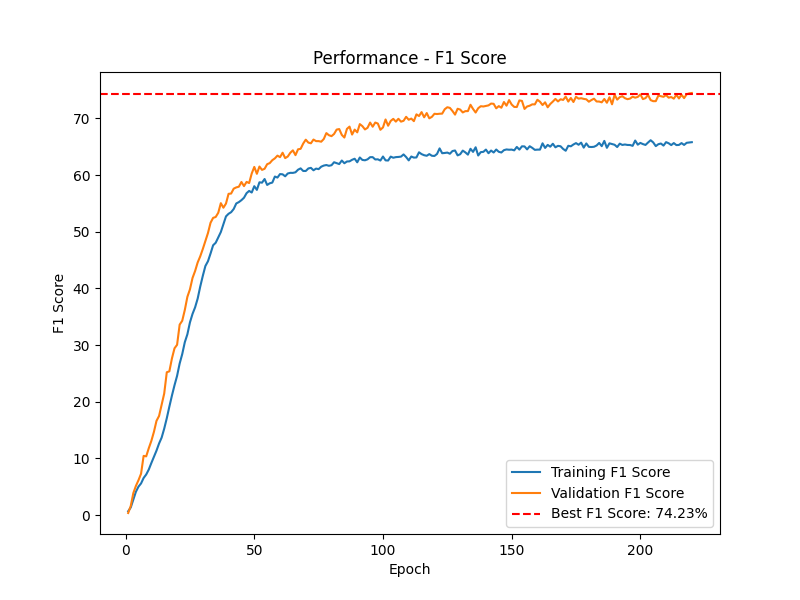 Performance - F1 Score
F1 Score
70
60
50
40
30
20
10
0
0 50 100 150 200
Epoch
Training F1 Score
Validation F1 Score
Best F1 Score: 74.23%